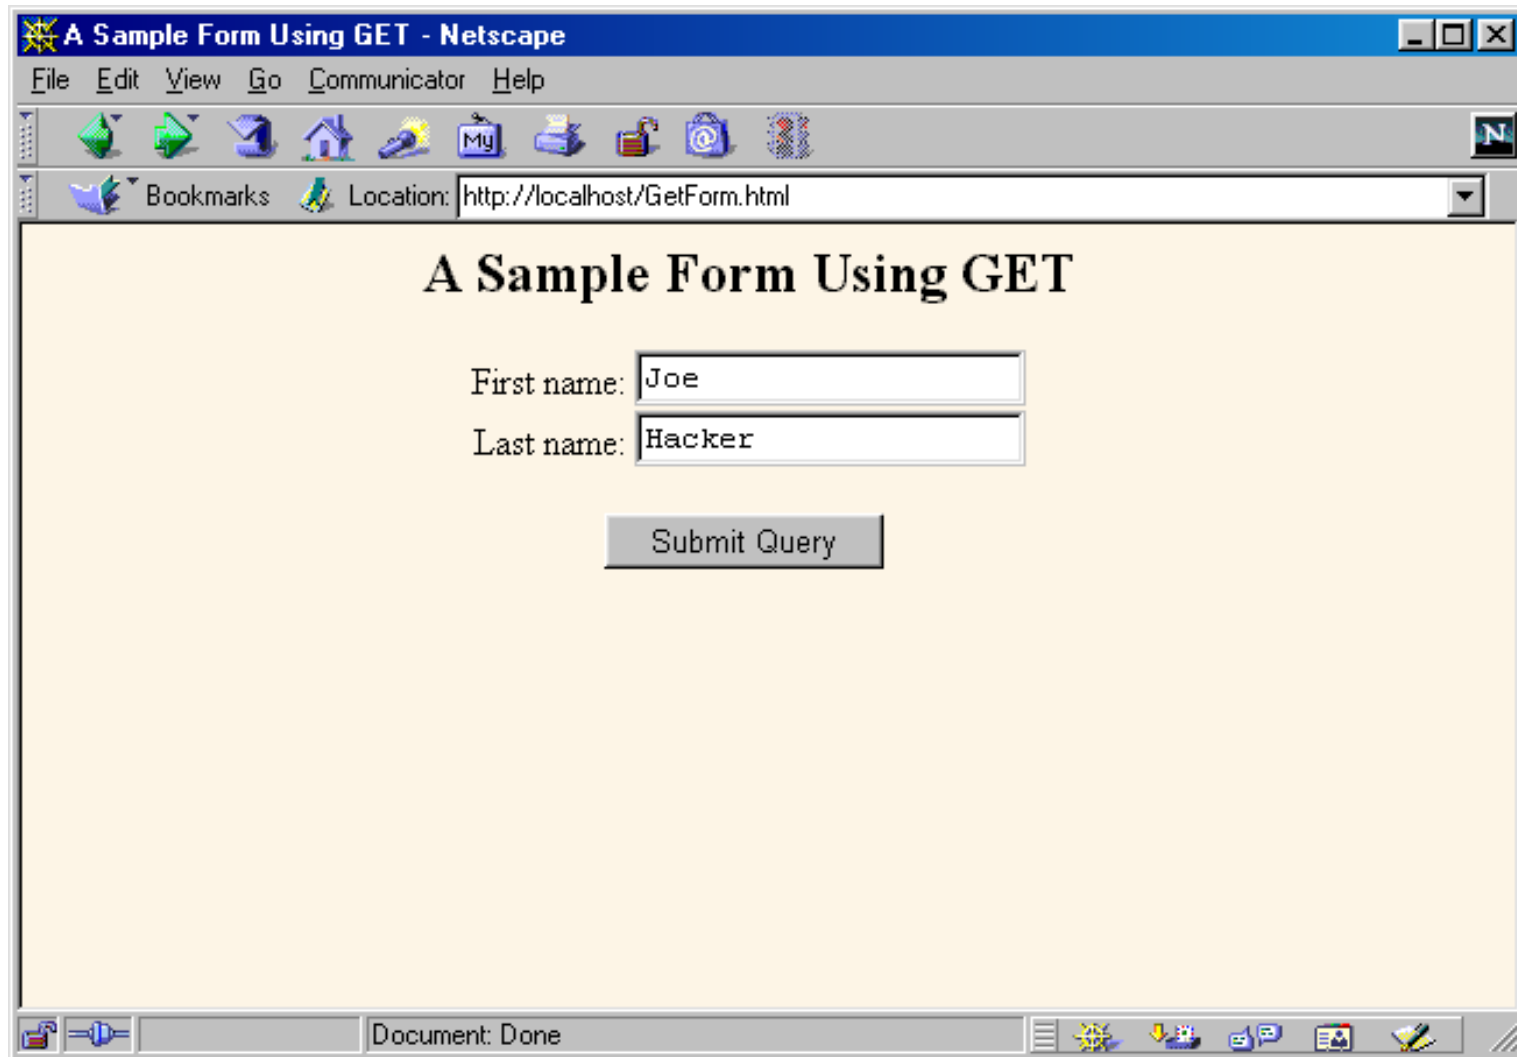 A Sample Form Using GET - Netscape
File Edit View Go Communicator Help
My
N
Bookmarks Location: http://localhost/GetForm.html
A Sample Form Using GET
First name: Joe
Last name: Hacker
Submit Query
Document: Done